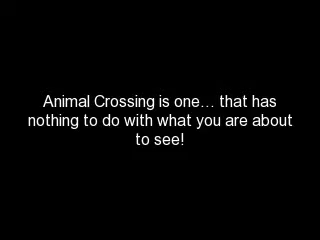 Animal Crossing is one… that has
nothing to do with what you are about
to see!